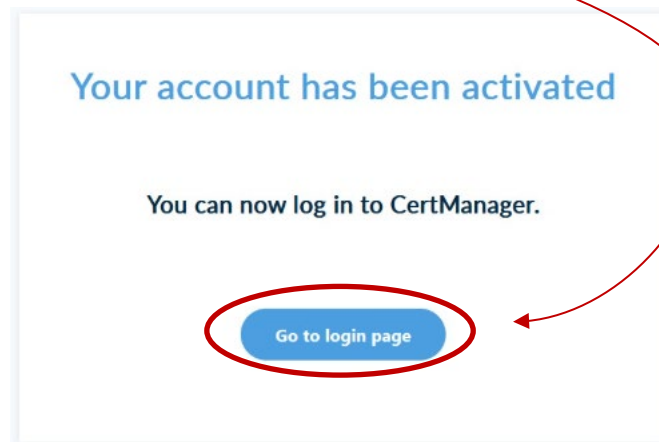 Your account has been activated
You can now log in to CertManager.
Go to login page